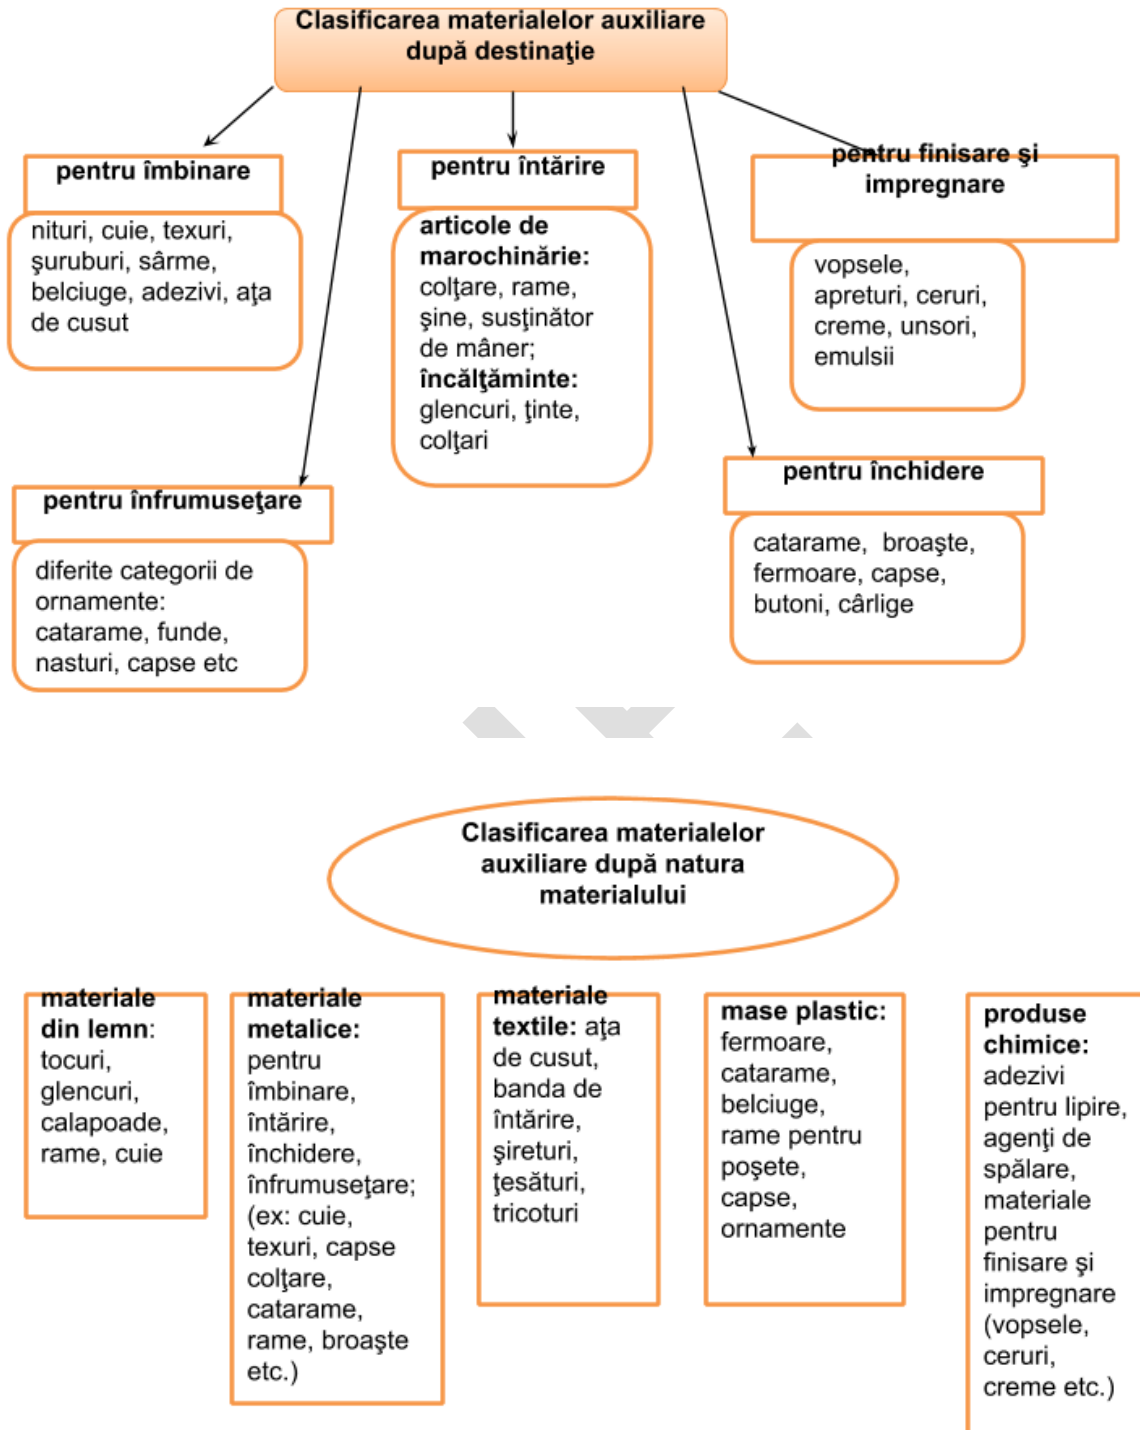 Clasificarea materialelor auxiliare
după destinaţie
pentru îmbinare
nituri, cuie, texuri,
şuruburi, sârme,
belciuge, adezivi, aţa
de cusut
pentru întărire
articole de
marochinărie:
colţare, rame,
şine, susţinător
de mâner;
încălţăminte:
glencuri, ţinte,
colţari
pentru finisare şi
impregnare
vopsele,
apreturi, ceruri,
creme, unsori,
emulsii
pentru înfrumuseţare
diferite categorii de
ornamente:
catarame, funde,
nasturi, capse etc
pentru închidere
catarame, broaşte,
fermoare, capse,
butoni, cârlige
Clasificarea materialelor
auxiliare după natura
materialului
materiale
din lemn:
tocuri,
glencuri,
calapoade,
rame, cuie
materiale
metalice:
pentru
îmbinare,
întărire,
închidere,
înfrumuseţare;
(ex: cuie,
texuri, capse
colţare,
catarame,
rame, broaşte
etc.)
materiale
textile: aţa
de cusut,
banda de
întărire,
şireturi,
ţesături,
tricoturi
mase plastic:
fermoare,
catarame,
belciuge,
rame pentru
poşete,
capse,
ornamente
produse
chimice:
adezivi
pentru lipire,
agenţi de
spălare,
materiale
pentru
finisare şi
impregnare
(vopsele,
ceruri,
creme etc.)